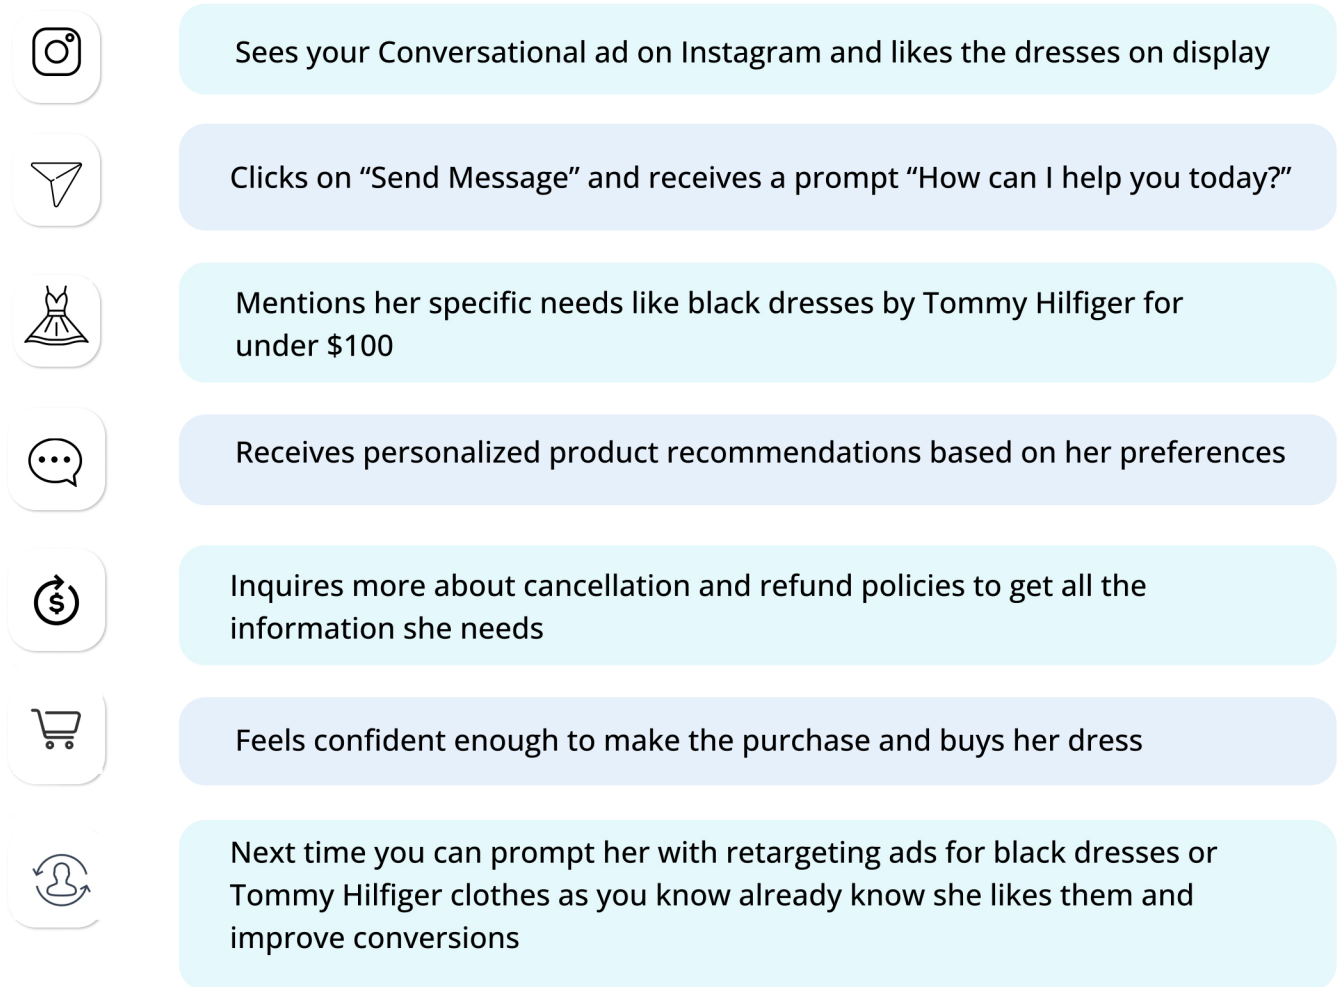 Sees your Conversational ad on Instagram and likes the dresses on display
Clicks on “Send Message” and receives a prompt “How can I help you today?”
Mentions her specific needs like black dresses by Tommy Hilfiger for
under $100
Receives personalized product recommendations based on her preferences
Inquires more about cancellation and refund policies to get all the
information she needs
Feels confident enough to make the purchase and buys her dress
Next time you can prompt her with retargeting ads for black dresses or
Tommy Hilfiger clothes as you know already know she likes them and
improve conversions